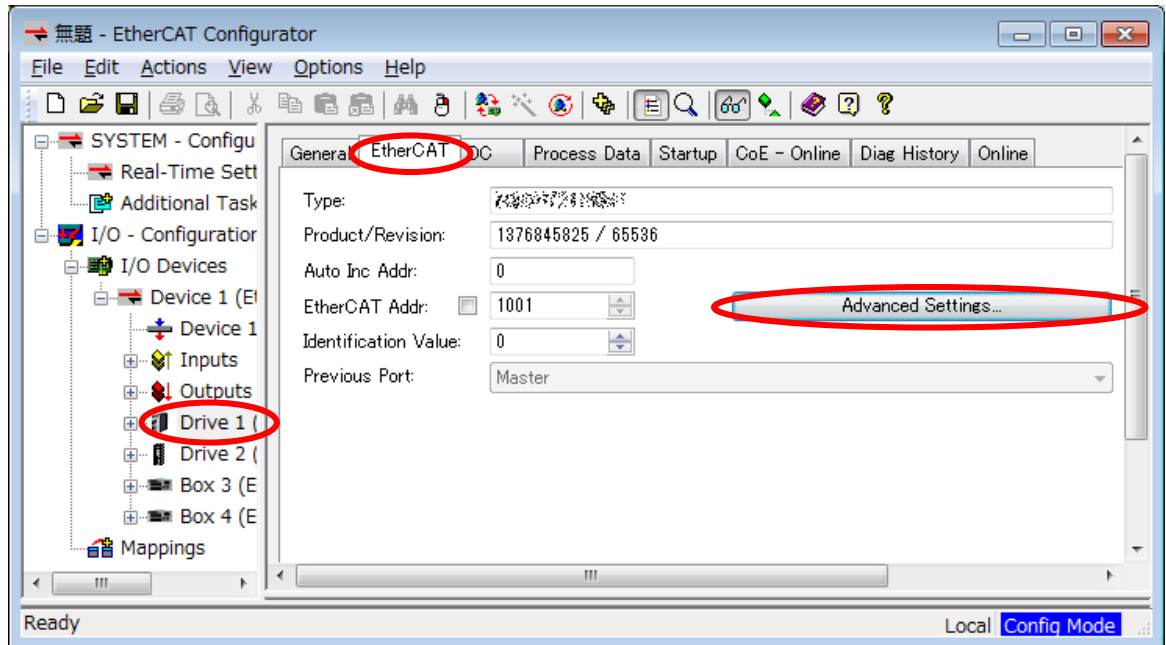 無題 - EtherCAT Configurator
File Edit Actions View Options Help
SYSTEM - Configu
Real-Time Sett
Additional Task
I/O - Configuration
I/O Devices
Device 1 (Et
Device 1
Inputs
Outputs
Drive 1 (
Drive 2 (
Box 3 (E
Box 4 (E
Mappings
General EtherCAT DC Process Data Startup CoE - Online Diag History Online
Type:
Product/Revision: 1376845825 / 65536
Auto Inc Addr: 0
EtherCAT Addr: 1001 Advanced Settings...
Identification Value: 0
Previous Port: Master
Ready Local Config Mode